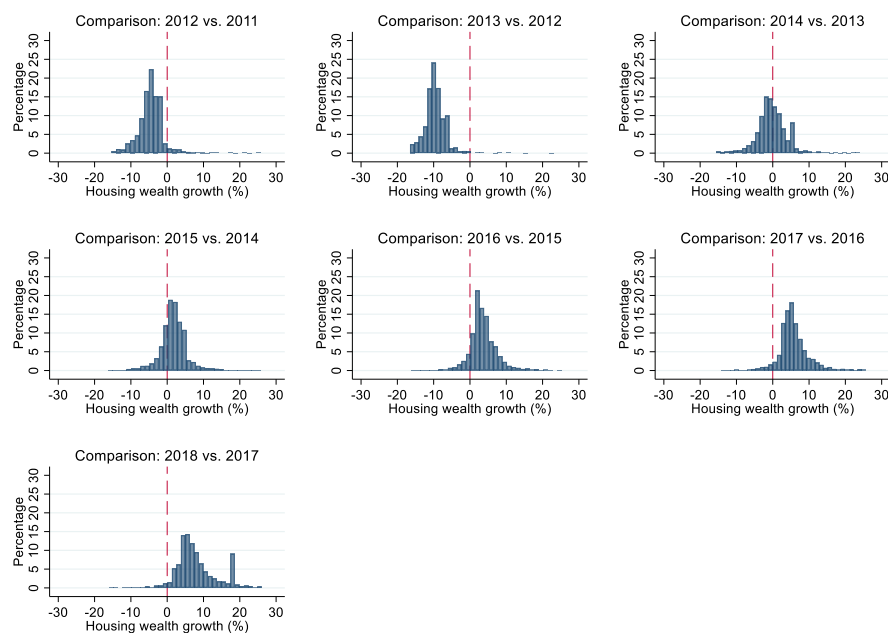 Comparison: 2012 vs. 2011
Percentage
0 5 10 15 20 25 30
-30 -20 -10 0 10 20 30
Housing wealth growth (%)
Comparison: 2013 vs. 2012
Percentage
0 5 10 15 20 25 30
-30 -20 -10 0 10 20 30
Housing wealth growth (%)
Comparison: 2014 vs. 2013
Percentage
0 5 10 15 20 25 30
-30 -20 -10 0 10 20 30
Housing wealth growth (%)
Comparison: 2015 vs. 2014
Percentage
0 5 10 15 20 25 30
-30 -20 -10 0 10 20 30
Housing wealth growth (%)
Comparison: 2016 vs. 2015
Percentage
0 5 10 15 20 25 30
-30 -20 -10 0 10 20 30
Housing wealth growth (%)
Comparison: 2017 vs. 2016
Percentage
0 5 10 15 20 25 30
-30 -20 -10 0 10 20 30
Housing wealth growth (%)
Comparison: 2018 vs. 2017
Percentage
0 5 10 15 20 25 30
-30 -20 -10 0 10 20 30
Housing wealth growth (%)